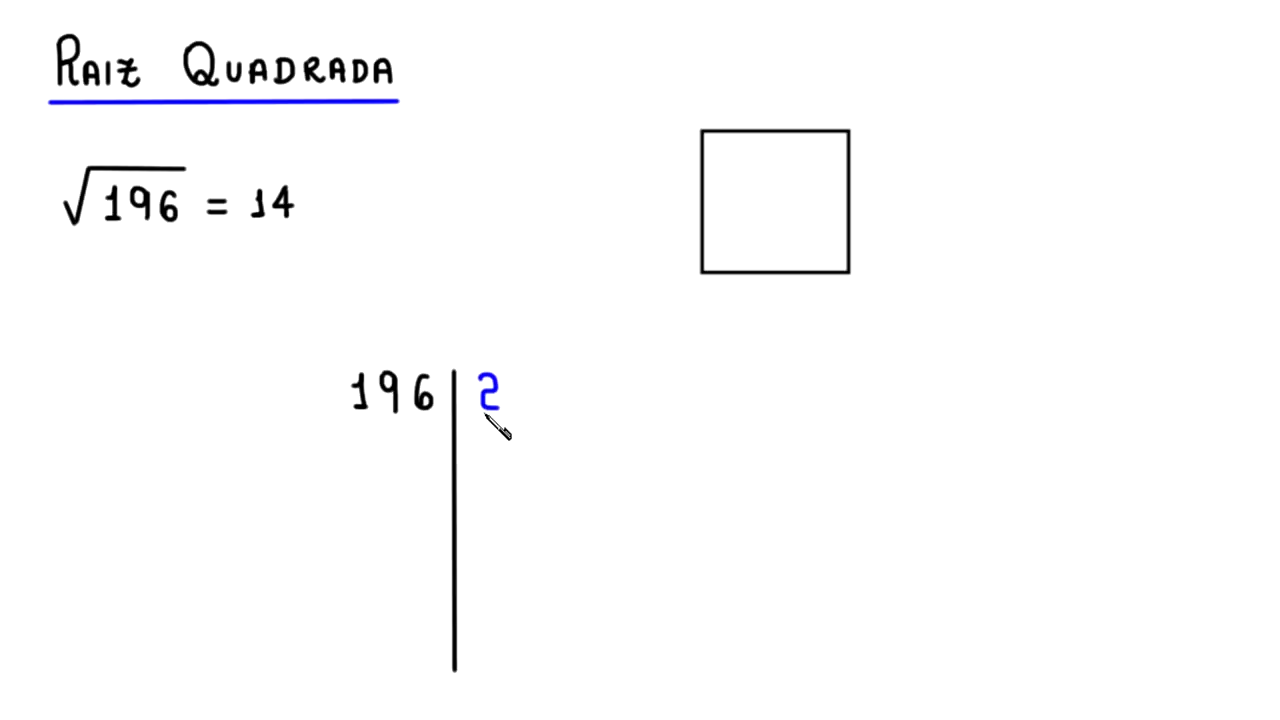 RAIZ QUADRADA
√196 = 14
196 | 2